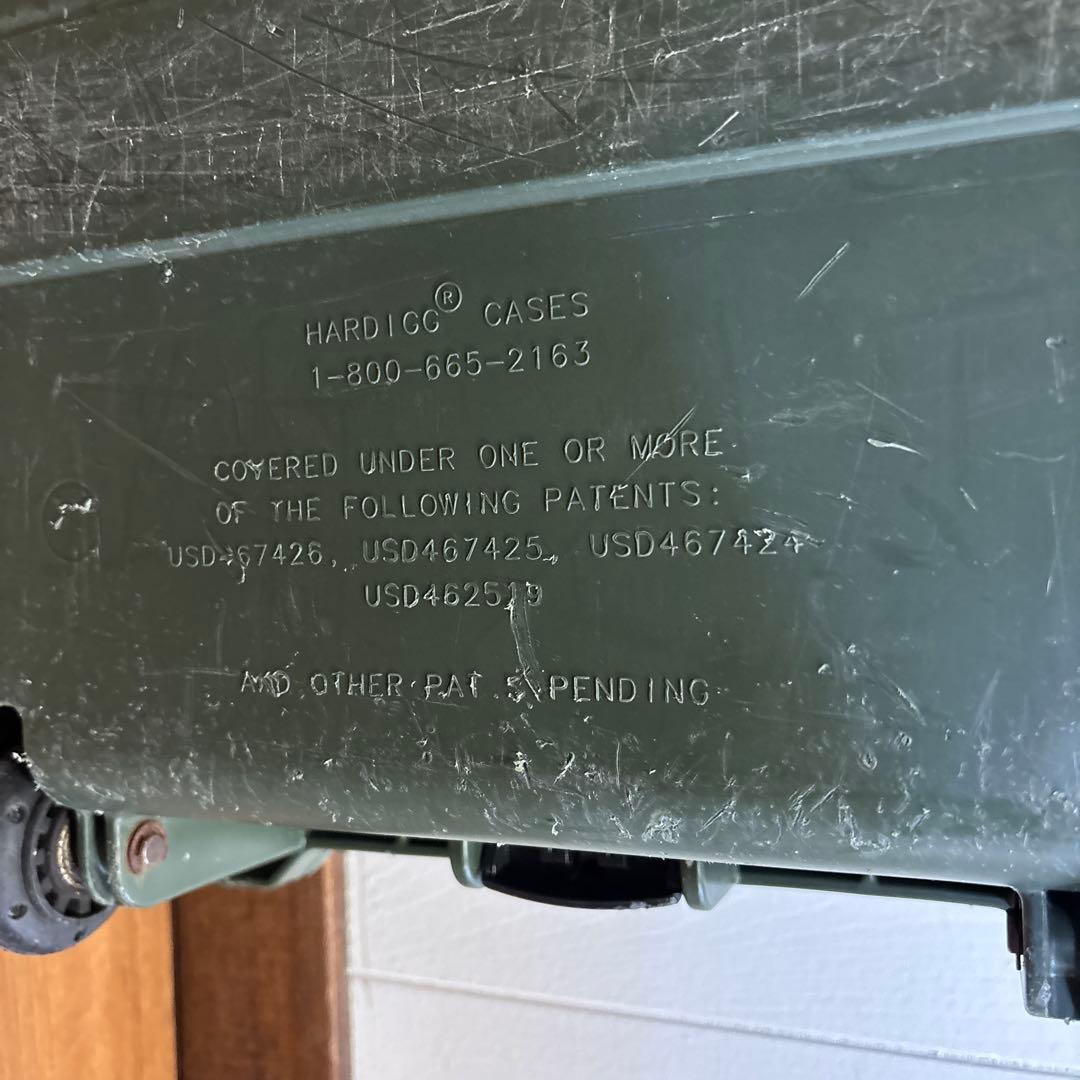 HARDIGG® CASES
1-800-665-2163
COVERED UNDER ONE OR MORE
OF THE FOLLOWING PATENTS:
USD467426, USD467425, USD467424
USD462519
AND OTHER PAT.S PENDING